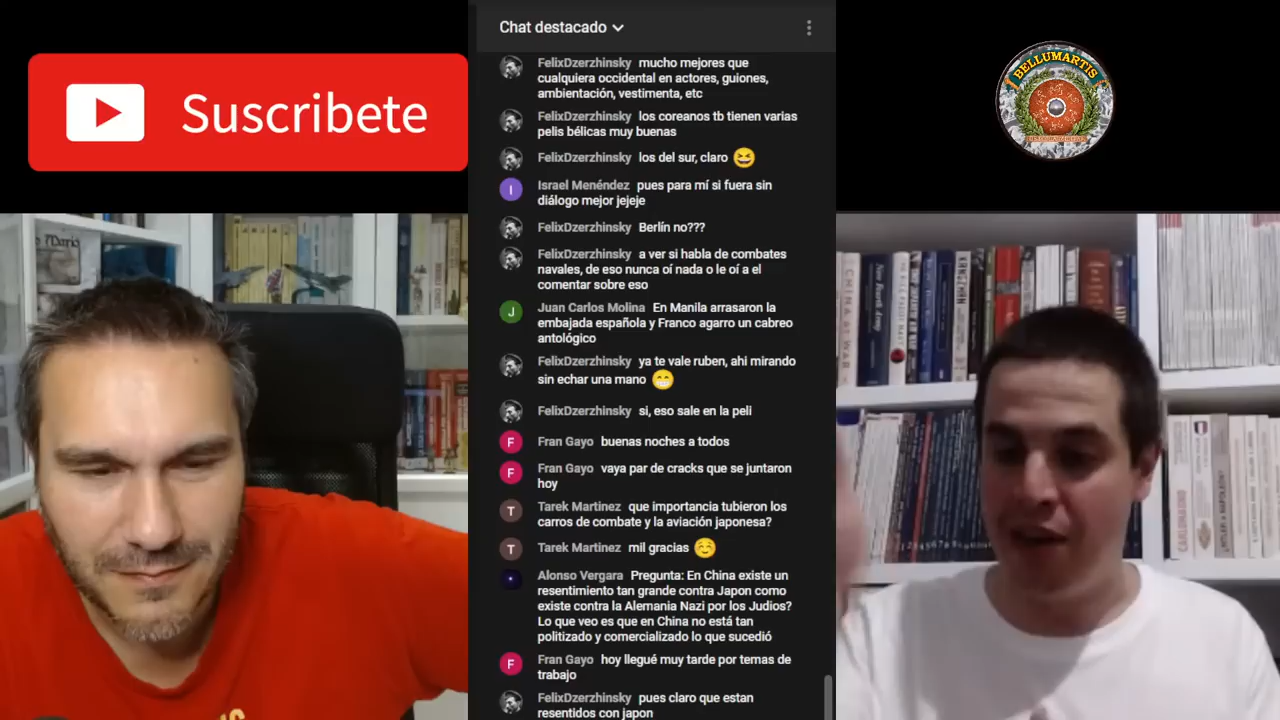 Suscribete
Chat destacado
FelixDzerzhinsky mucho mejores que
cualquiera occidental en actores, guiones,
ambientación, vestimenta, etc
FelixDzerzhinsky los coreanos tb tienen varias
pelis bélicas muy buenas
FelixDzerzhinsky los del sur, claro 😆
I Israel Menéndez pues para mí si fuera sin
diálogo mejor jejeje
FelixDzerzhinsky Berlín no???
FelixDzerzhinsky a ver si habla de combates
navales, de eso nunca oí nada o le oí a el
comentar sobre eso
J Juan Carlos Molina En Manila arrasaron la
embajada española y Franco agarro un cabreo
antológico
FelixDzerzhinsky ya te vale ruben, ahi mirando
sin echar una mano 😁
FelixDzerzhinsky si, eso sale en la peli
F Fran Gayo buenas noches a todos
F Fran Gayo vaya par de cracks que se juntaron
hoy
T Tarek Martinez que importancia tubieron los
carros de combate y la aviación japonesa?
T Tarek Martinez mil gracias ☺️
Alonso Vergara Pregunta: En China existe un
resentimiento tan grande contra Japon como
existe contra la Alemania Nazi por los Judios?
Lo que veo es que en China no está tan
politizado y comercializado lo que sucedió
F Fran Gayo hoy llegué muy tarde por temas de
trabajo
FelixDzerzhinsky pues claro que estan
resentidos con japon
BELLUMARTIS
CHINA AT WAR